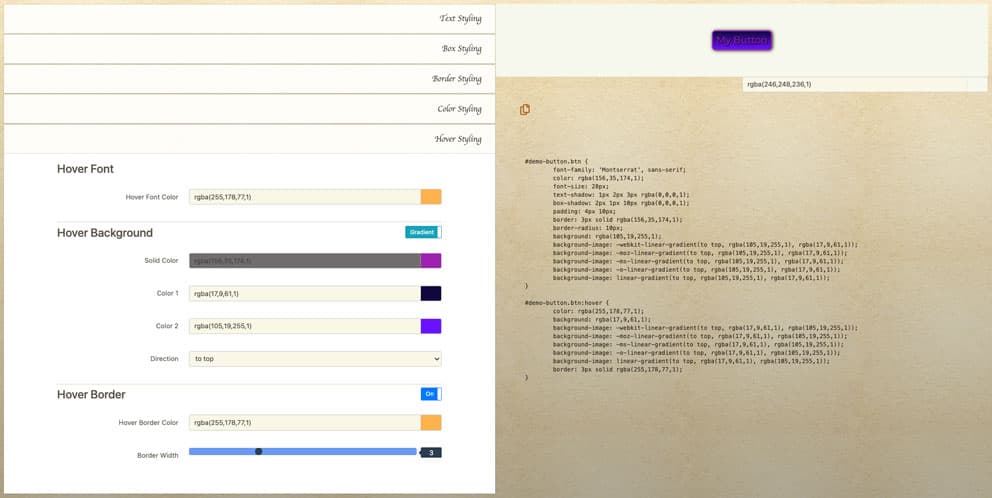 Text Styling
Box Styling
Border Styling
Color Styling
Hover Styling
Hover Font
Hover Font Color
rgba(255,178,77,1)
Hover Background
Gradient
Solid Color
rgba(156,35,174,1)
Color 1
rgba(17,9,61,1)
Color 2
rgba(105,19,255,1)
Direction
to top
Hover Border
On
Hover Border Color
rgba(255,178,77,1)
Border Width
3
My Button
rgba(246,248,236,1)
#demo-button.btn {
font-family: 'Montserrat', sans-serif;
color: rgba(156,35,174,1);
font-size: 20px;
text-shadow: 1px 2px 3px rgba(0,0,0,1);
box-shadow: 2px 1px 10px rgba(0,0,0,1);
padding: 4px 10px;
border: 3px solid rgba(156,35,174,1);
border-radius: 10px;
background: rgba(105,19,255,1);
background-image: -webkit-linear-gradient(to top, rgba(105,19,255,1), rgba(17,9,61,1));
background-image: -moz-linear-gradient(to top, rgba(105,19,255,1), rgba(17,9,61,1));
background-image: -ms-linear-gradient(to top, rgba(105,19,255,1), rgba(17,9,61,1));
background-image: -o-linear-gradient(to top, rgba(105,19,255,1), rgba(17,9,61,1));
background-image: linear-gradient(to top, rgba(105,19,255,1), rgba(17,9,61,1));
}
#demo-button.btn:hover {
color: rgba(255,178,77,1);
background: rgba(17,9,61,1);
background-image: -webkit-linear-gradient(to top, rgba(17,9,61,1), rgba(105,19,255,1));
background-image: -moz-linear-gradient(to top, rgba(17,9,61,1), rgba(105,19,255,1));
background-image: -ms-linear-gradient(to top, rgba(17,9,61,1), rgba(105,19,255,1));
background-image: -o-linear-gradient(to top, rgba(17,9,61,1), rgba(105,19,255,1));
background-image: linear-gradient(to top, rgba(17,9,61,1), rgba(105,19,255,1));
border: 3px solid rgba(255,178,77,1);
}